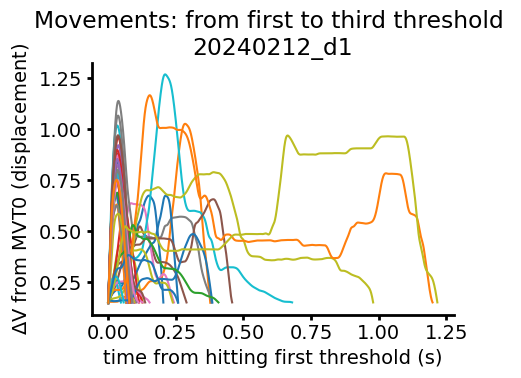 Movements: from first to third threshold
20240212_d1
ΔV from MVT0 (displacement)
1.25
1.00
0.75
0.50
0.25
0.00
0.25
0.50
0.75
1.00
1.25
time from hitting first threshold (s)